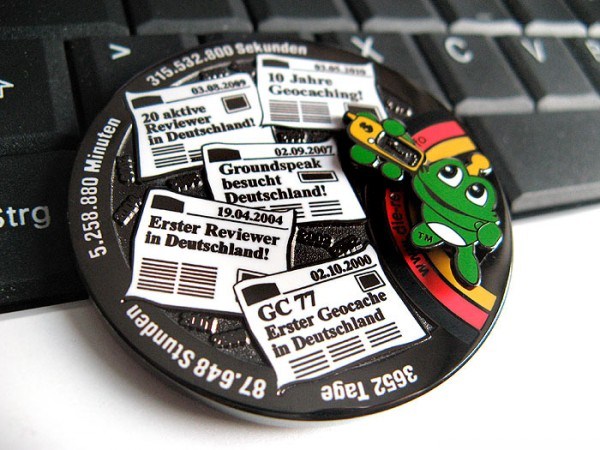 315.532.800 Sekunden
5.258.880 Minuten
87.648 Stunden
3652 Tage
10 Jahre
Geocaching!
03.08.2009
20 aktive
Reviewer
in Deutschland!
02.09.2007
Groundspeak
besucht
Deutschland!
19.04.2004
Erster Reviewer
in Deutschland!
02.10.2000
GC 77
Erster Geocache
in Deutschland
TM
Strg
X
C
V